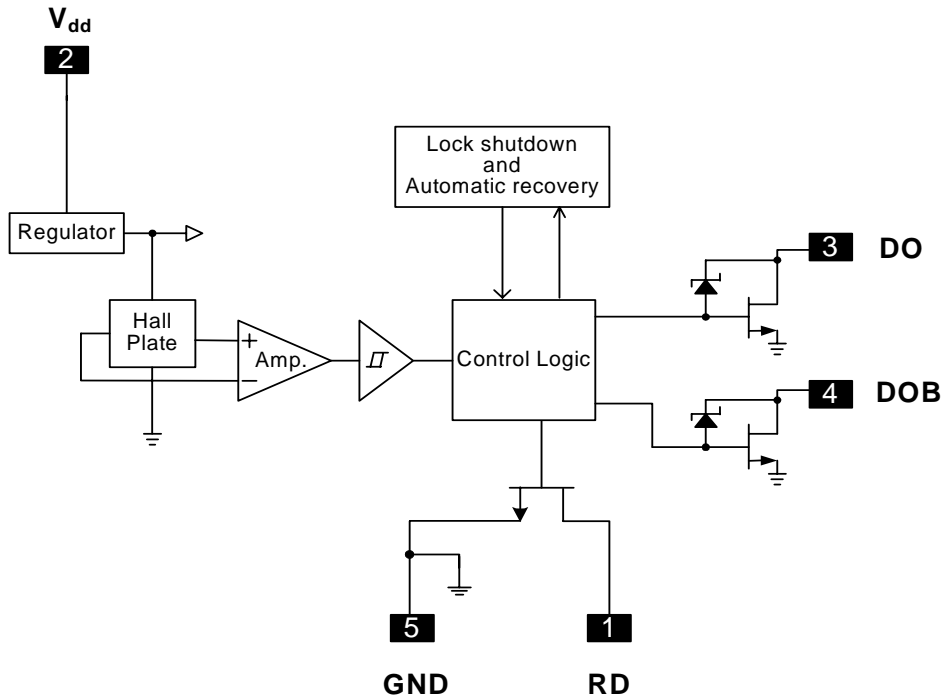 Vdd
2
Lock shutdown
and
Automatic recovery
Regulator
3 DO
Hall
Plate
+
Amp.
−
Control Logic
4 DOB
5
1
GND
RD